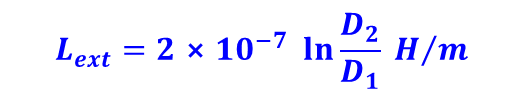 L_ext = 2 × 10⁻⁷ ln D₂/D₁ H/m